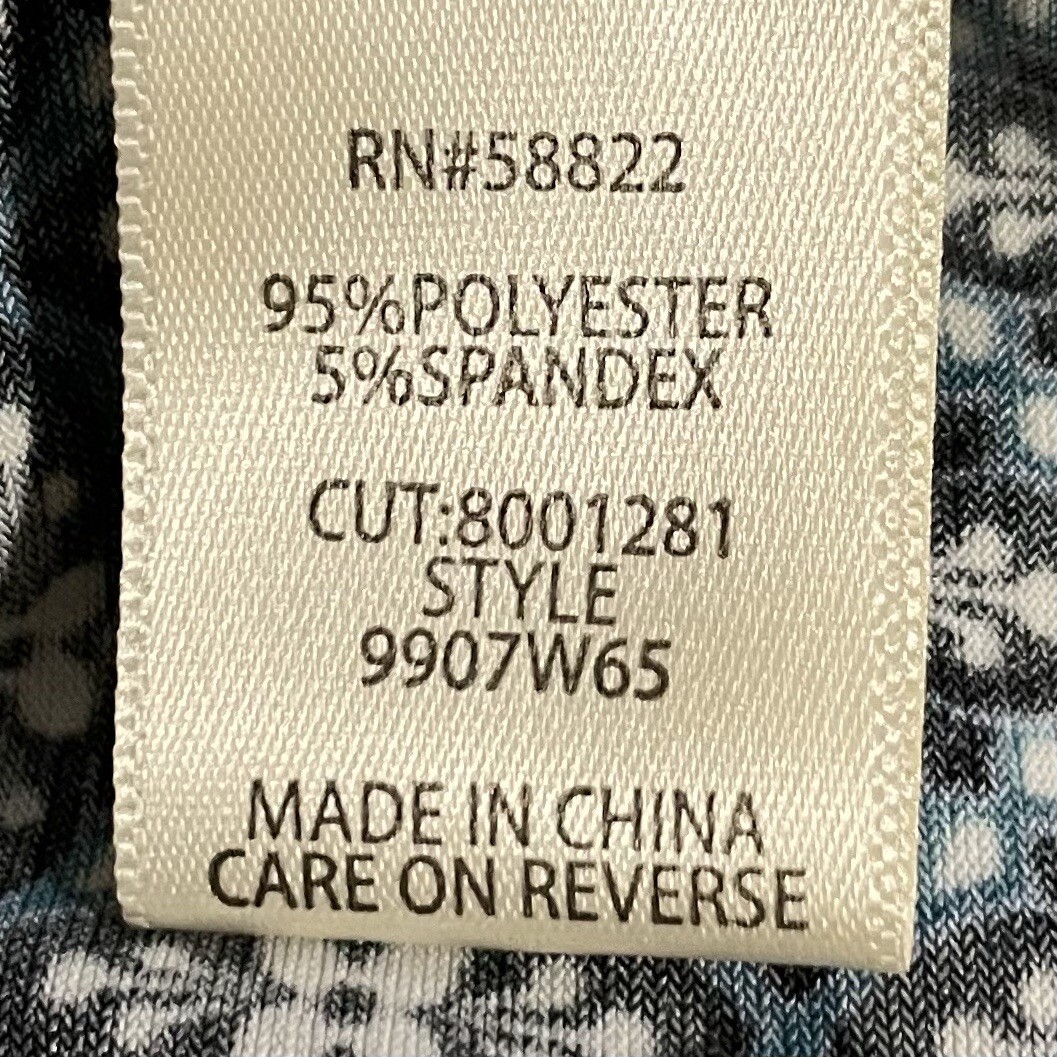 RN#58822
95%POLYESTER
5%SPANDEX
CUT:8001281
STYLE
9907W65
MADE IN CHINA
CARE ON REVERSE